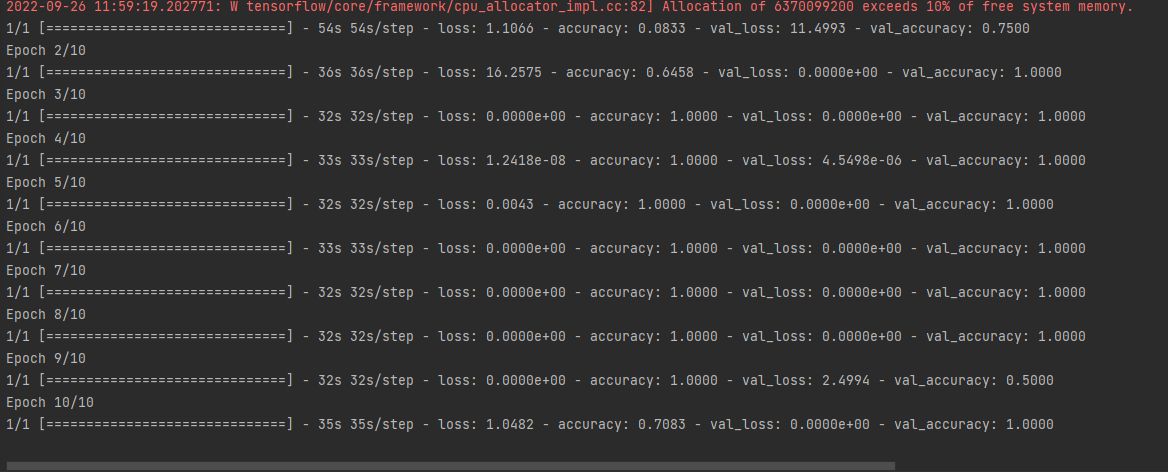 2022-09-26 11:59:19.202771: W tensorflow/core/framework/cpu_allocator_impl.cc:82] Allocation of 6370099200 exceeds 10% of free system memory.
1/1 [==============================] - 54s 54s/step - loss: 1.1066 - accuracy: 0.0833 - val_loss: 11.4993 - val_accuracy: 0.7500
Epoch 2/10
1/1 [==============================] - 36s 36s/step - loss: 16.2575 - accuracy: 0.6458 - val_loss: 0.0000e+00 - val_accuracy: 1.0000
Epoch 3/10
1/1 [==============================] - 32s 32s/step - loss: 0.0000e+00 - accuracy: 1.0000 - val_loss: 0.0000e+00 - val_accuracy: 1.0000
Epoch 4/10
1/1 [==============================] - 33s 33s/step - loss: 1.2418e-08 - accuracy: 1.0000 - val_loss: 4.5498e-06 - val_accuracy: 1.0000
Epoch 5/10
1/1 [==============================] - 32s 32s/step - loss: 0.0043 - accuracy: 1.0000 - val_loss: 0.0000e+00 - val_accuracy: 1.0000
Epoch 6/10
1/1 [==============================] - 33s 33s/step - loss: 0.0000e+00 - accuracy: 1.0000 - val_loss: 0.0000e+00 - val_accuracy: 1.0000
Epoch 7/10
1/1 [==============================] - 32s 32s/step - loss: 0.0000e+00 - accuracy: 1.0000 - val_loss: 0.0000e+00 - val_accuracy: 1.0000
Epoch 8/10
1/1 [==============================] - 32s 32s/step - loss: 0.0000e+00 - accuracy: 1.0000 - val_loss: 0.0000e+00 - val_accuracy: 1.0000
Epoch 9/10
1/1 [==============================] - 32s 32s/step - loss: 0.0000e+00 - accuracy: 1.0000 - val_loss: 2.4994 - val_accuracy: 0.5000
Epoch 10/10
1/1 [==============================] - 35s 35s/step - loss: 1.0482 - accuracy: 0.7083 - val_loss: 0.0000e+00 - val_accuracy: 1.0000